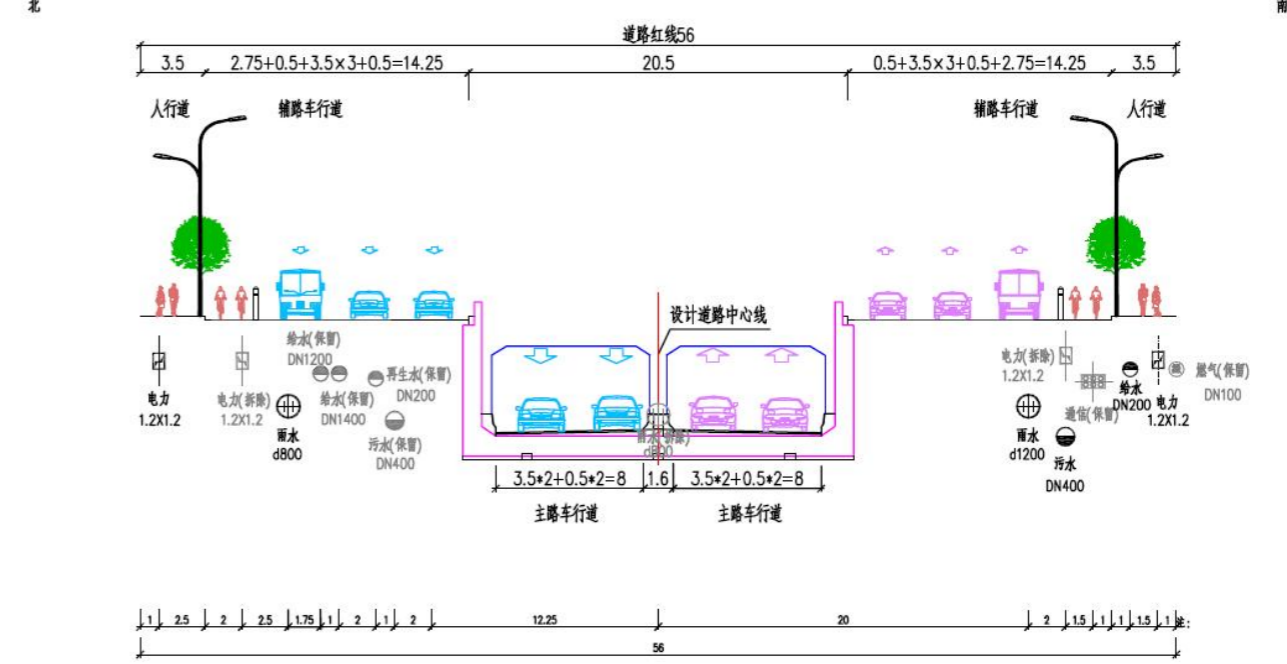 北
南
道路红线56
3.5
2.75+0.5+3.5×3+0.5=14.25
20.5
0.5+3.5×3+0.5+2.75=14.25
3.5
人行道
辅路车行道
辅路车行道
人行道
设计道路中心线
给水(保留)
DN1200
给水(保留)
DN1400
再生水(保留)
DN200
污水(保留)
DN400
电力
1.2X1.2
电力(拆除)
1.2X1.2
雨水
d800
雨水(拆除)
d800
电力(拆除)
1.2X1.2
通信(保留)
雨水
d1200
污水
DN400
给水
DN200
电力
1.2X1.2
燃气(保留)
DN100
3.5*2+0.5*2=8
1.6
3.5*2+0.5*2=8
主路车行道
主路车行道
1 2.5 2 2.5 1.75 1 2 1 2 12.25 20 2 1.5 1 1 1.5 1 注:
56